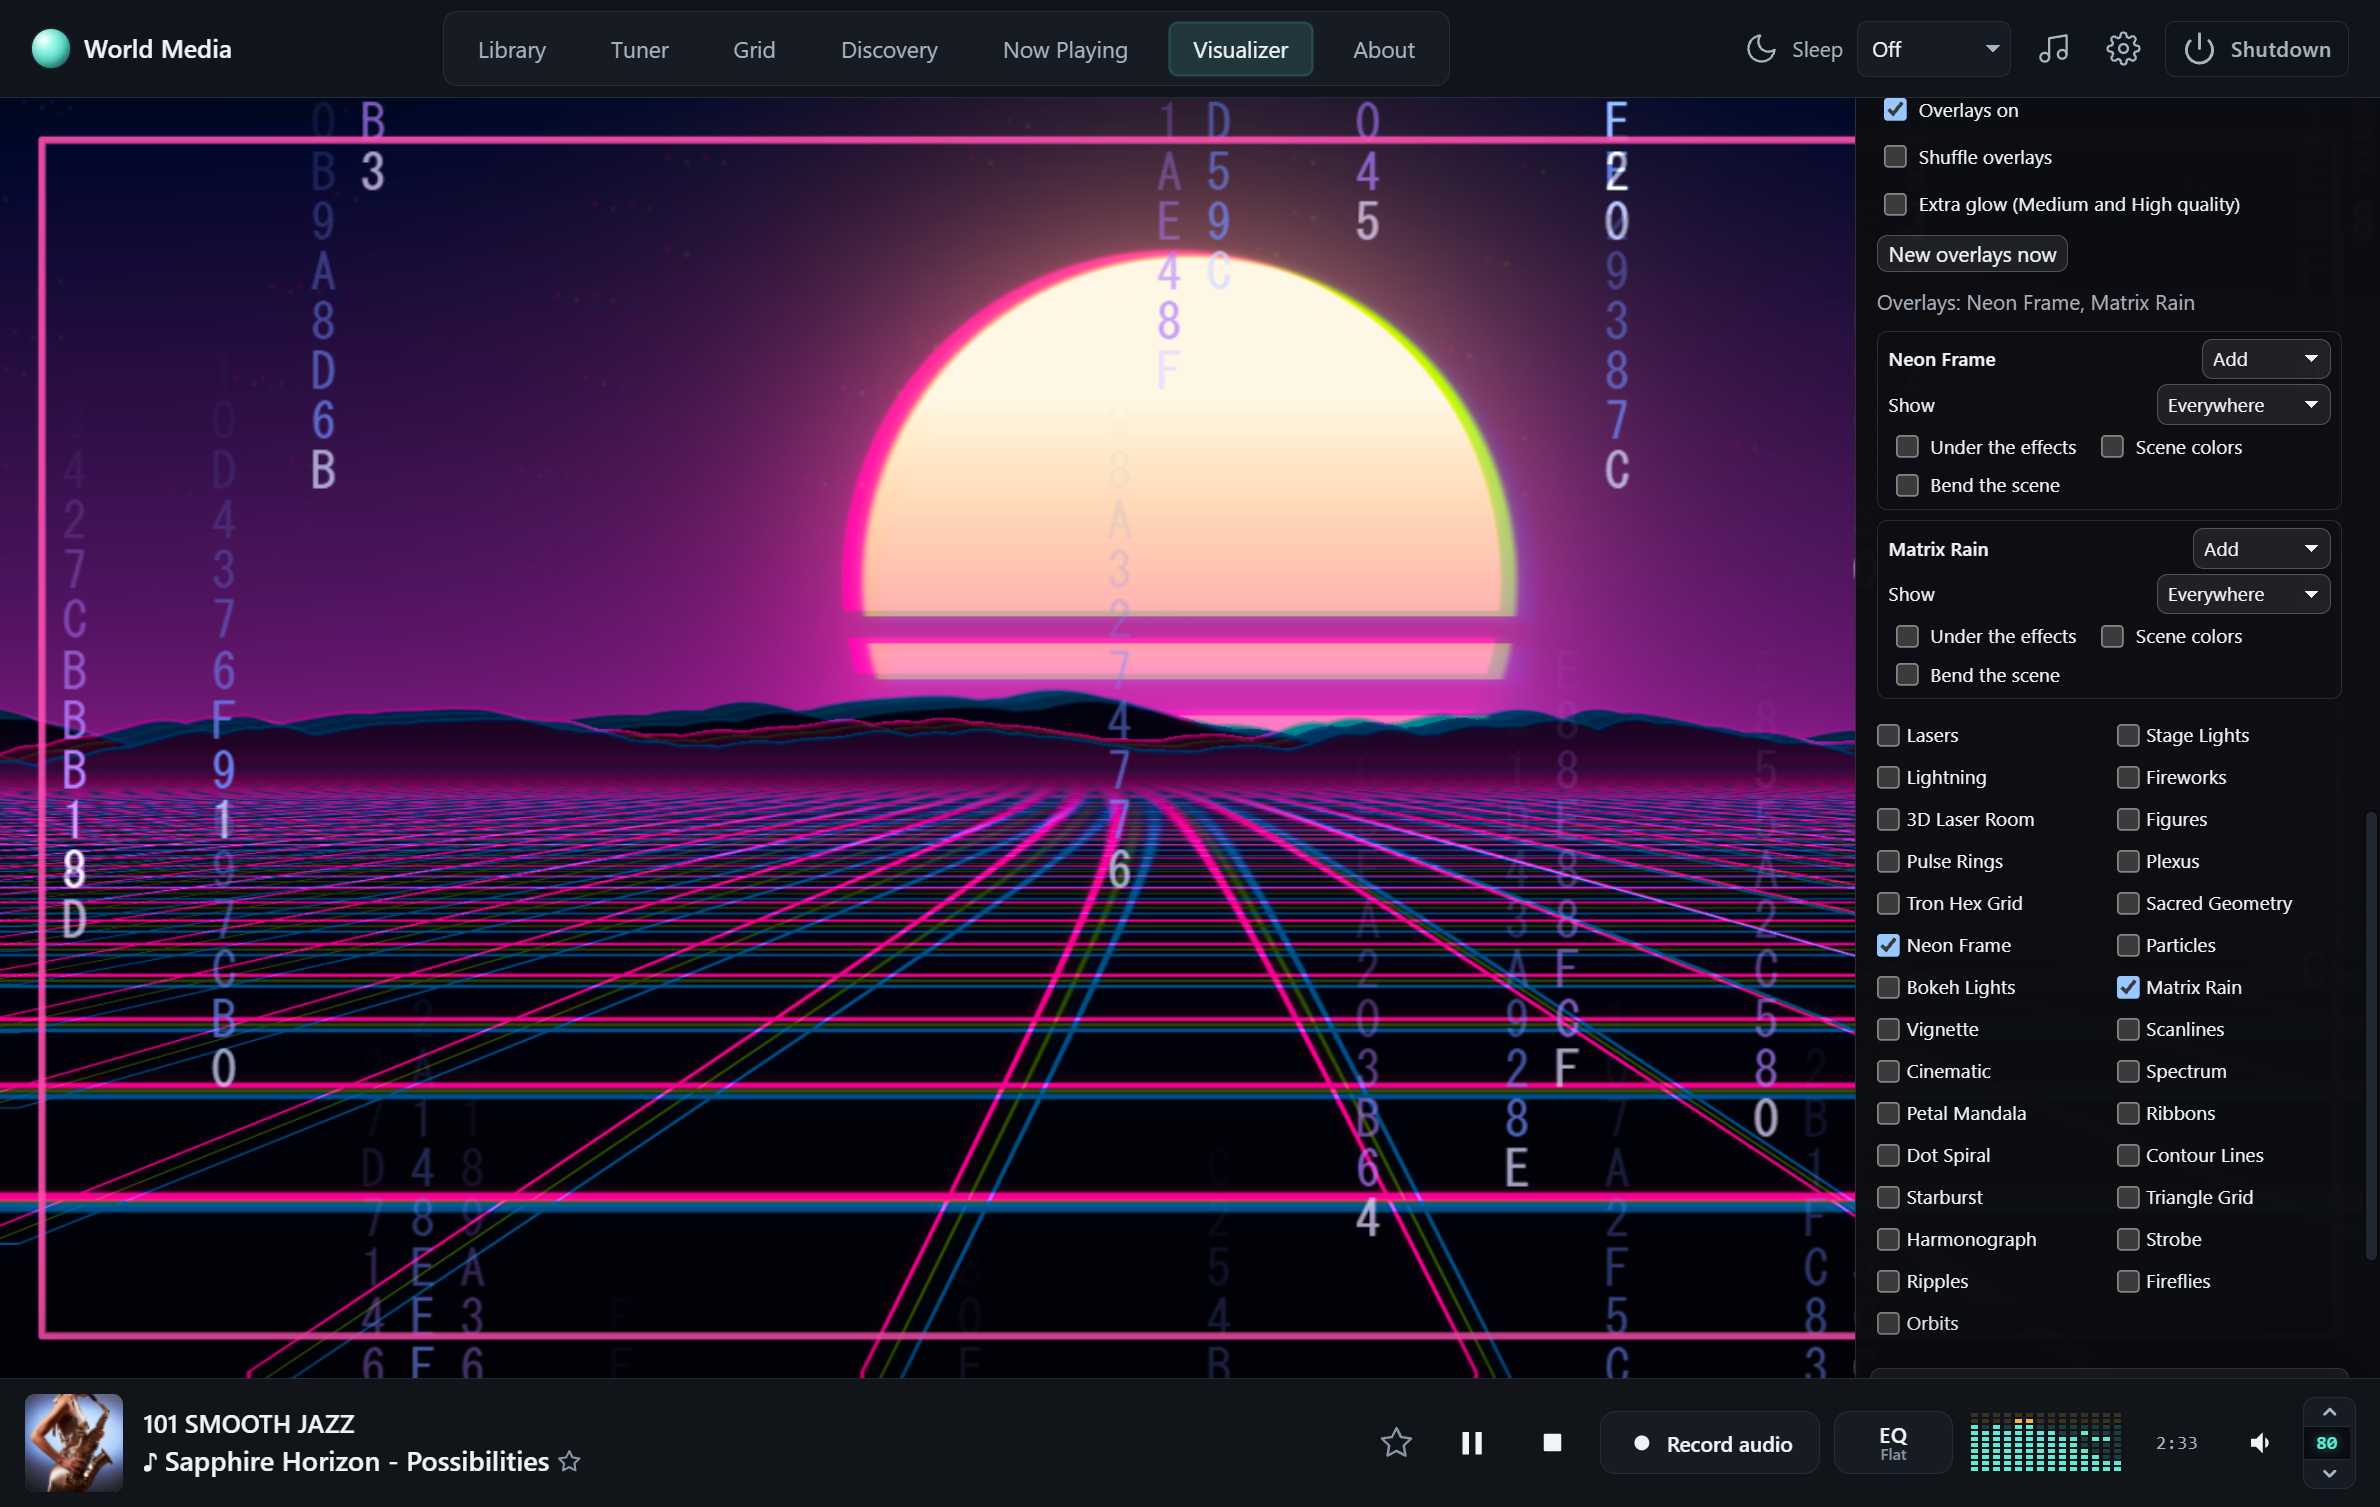 World Media
Library
Tuner
Grid
Discovery
Now Playing
Visualizer
About
Sleep
Off
Shutdown
Overlays on
Shuffle overlays
Extra glow (Medium and High quality)
New overlays now
Overlays: Neon Frame, Matrix Rain
Neon Frame
Add
Show
Everywhere
Under the effects
Scene colors
Bend the scene
Matrix Rain
Add
Show
Everywhere
Under the effects
Scene colors
Bend the scene
Lasers
Stage Lights
Lightning
Fireworks
3D Laser Room
Figures
Pulse Rings
Plexus
Tron Hex Grid
Sacred Geometry
Neon Frame
Particles
Bokeh Lights
Matrix Rain
Vignette
Scanlines
Cinematic
Spectrum
Petal Mandala
Ribbons
Dot Spiral
Contour Lines
Starburst
Triangle Grid
Harmonograph
Strobe
Ripples
Fireflies
Orbits
101 SMOOTH JAZZ
Sapphire Horizon - Possibilities
Record audio
EQ
Flat
2:33
80